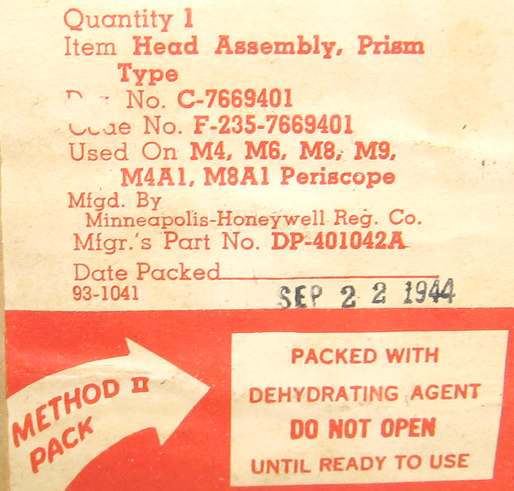 Quantity 1
Item Head Assembly, Prism
Type
No. C-7669401
No. F-235-7669401
Used On M4, M6, M8, M9,
M4A1, M8A1 Periscope
Mfgd. By
Minneapolis-Honeywell Reg. Co.
Mfgr.'s Part No. DP-401042A
Date Packed
93-1041
SEP 22 1944
METHOD II
PACK
PACKED WITH
DEHYDRATING AGENT
DO NOT OPEN
UNTIL READY TO USE